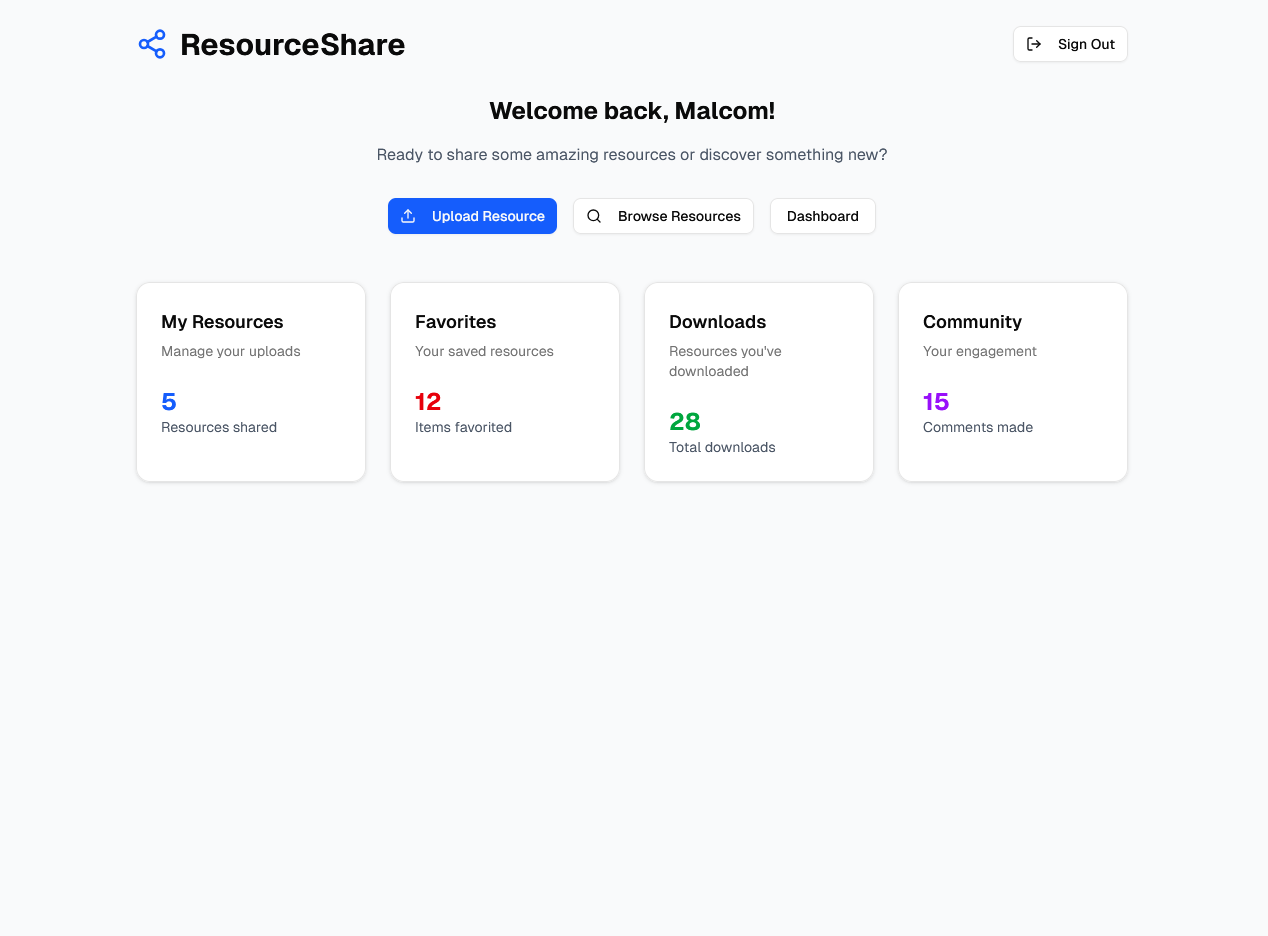 ResourceShare
Sign Out
Welcome back, Malcom!
Ready to share some amazing resources or discover something new?
Upload Resource
Browse Resources
Dashboard
My Resources
Manage your uploads
5
Resources shared
Favorites
Your saved resources
12
Items favorited
Downloads
Resources you've
downloaded
28
Total downloads
Community
Your engagement
15
Comments made